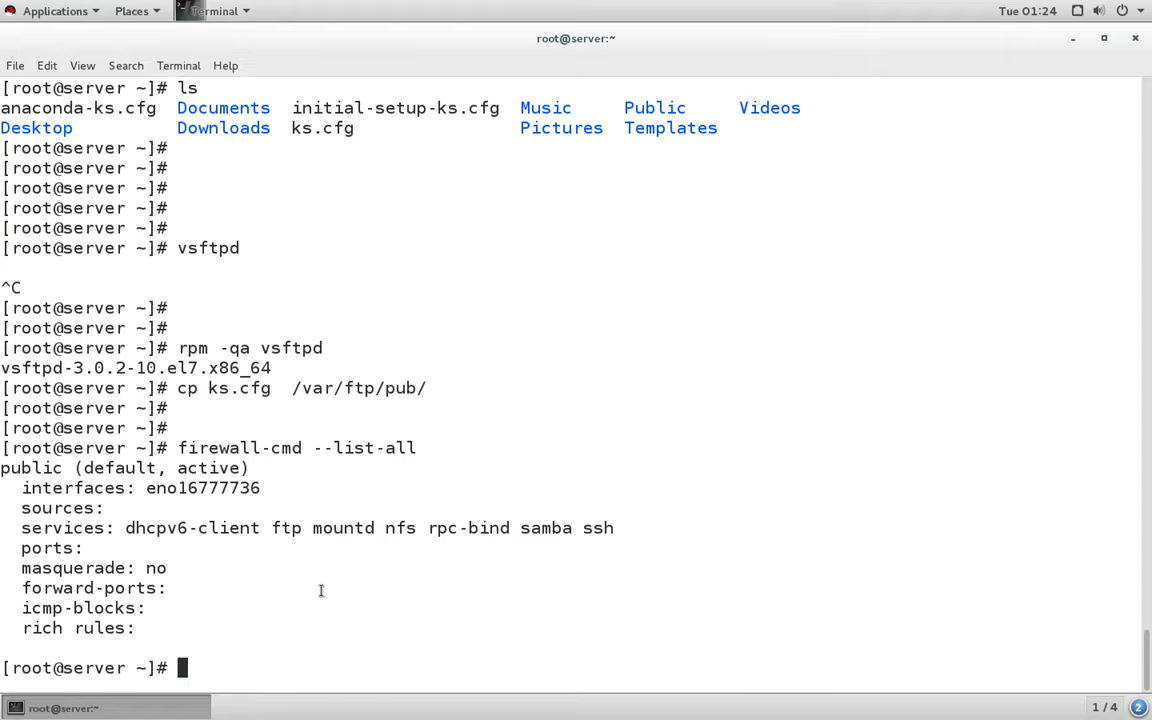 Applications Places Terminal Tue 01:24
root@server:~
File Edit View Search Terminal Help
[root@server ~]# ls
anaconda-ks.cfg Documents initial-setup-ks.cfg Music Public Videos
Desktop Downloads ks.cfg Pictures Templates
[root@server ~]#
[root@server ~]#
[root@server ~]#
[root@server ~]#
[root@server ~]#
[root@server ~]# vsftpd
^C
[root@server ~]#
[root@server ~]#
[root@server ~]# rpm -qa vsftpd
vsftpd-3.0.2-10.el7.x86_64
[root@server ~]# cp ks.cfg  /var/ftp/pub/
[root@server ~]#
[root@server ~]#
[root@server ~]# firewall-cmd --list-all
public (default, active)
  interfaces: eno16777736
  sources:
  services: dhcpv6-client ftp mountd nfs rpc-bind samba ssh
  ports:
  masquerade: no
  forward-ports:
  icmp-blocks:
  rich rules:
[root@server ~]#
root@server:~ 1 / 4 2